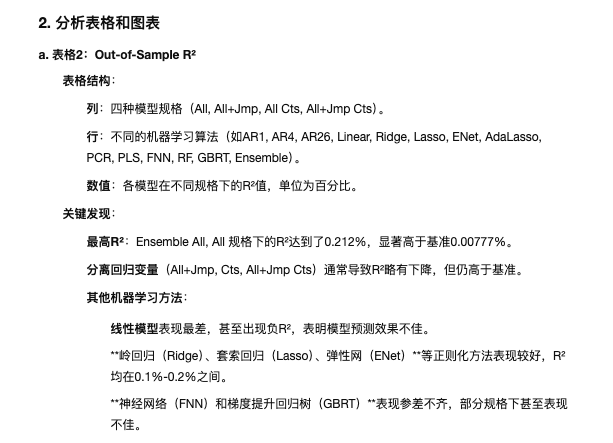 2. 分析表格和图表
a. 表格2：Out-of-Sample R²
表格结构：
列：四种模型规格（All, All+Jmp, All Cts, All+Jmp Cts）。
行：不同的机器学习算法（如AR1, AR4, AR26, Linear, Ridge, Lasso, ENet, AdaLasso,
PCR, PLS, FNN, RF, GBRT, Ensemble）。
数值：各模型在不同规格下的R²值，单位为百分比。
关键发现：
最高R²：Ensemble All, All 规格下的R²达到了0.212%，显著高于基准0.00777%。
分离回归变量（All+Jmp, Cts, All+Jmp Cts）通常导致R²略有下降，但仍高于基准。
其他机器学习方法：
线性模型表现最差，甚至出现负R²，表明模型预测效果不佳。
**岭回归（Ridge）、套索回归（Lasso）、弹性网（ENet）**等正则化方法表现较好，R²
均在0.1%-0.2%之间。
**神经网络（FNN）和梯度提升回归树（GBRT）**表现参差不齐，部分规格下甚至表现
不佳。